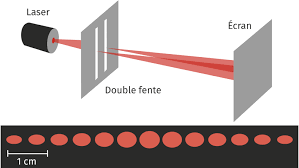 Laser
Écran
Double fente
1 cm